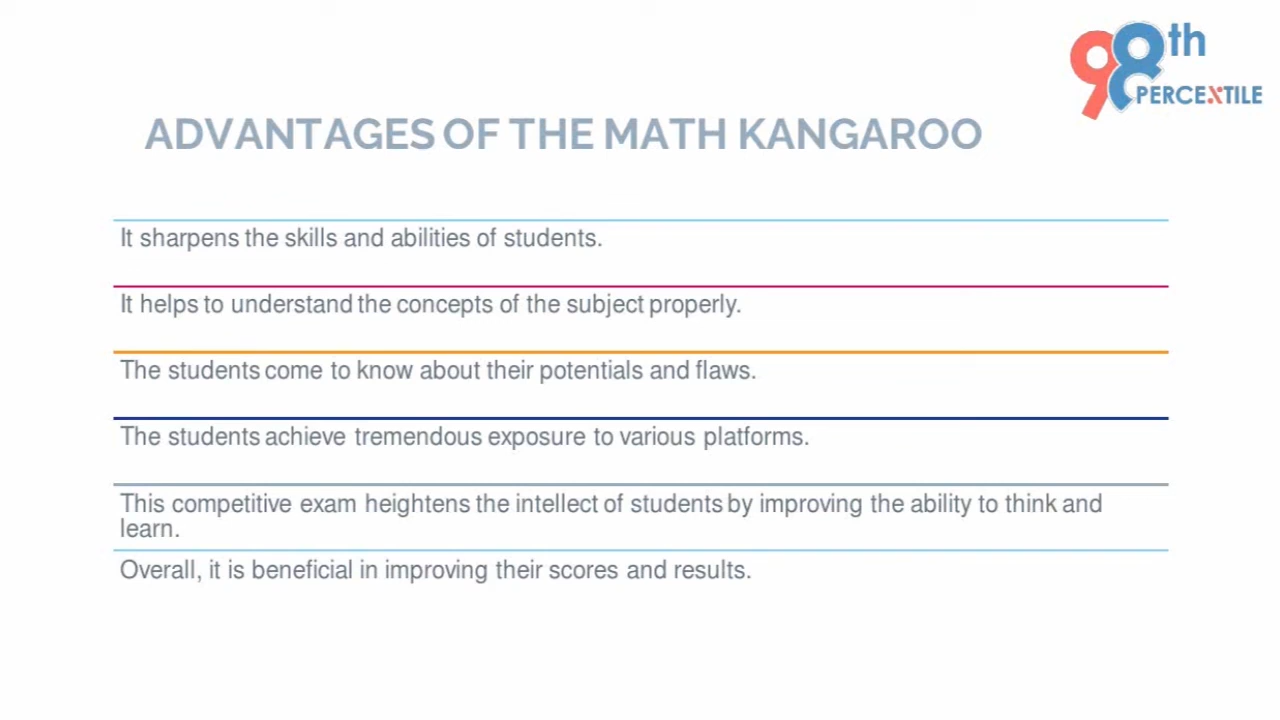 98th
PERCEXTILE
ADVANTAGES OF THE MATH KANGAROO
It sharpens the skills and abilities of students.
It helps to understand the concepts of the subject properly.
The students come to know about their potentials and flaws.
The students achieve tremendous exposure to various platforms.
This competitive exam heightens the intellect of students by improving the ability to think and
learn.
Overall, it is beneficial in improving their scores and results.